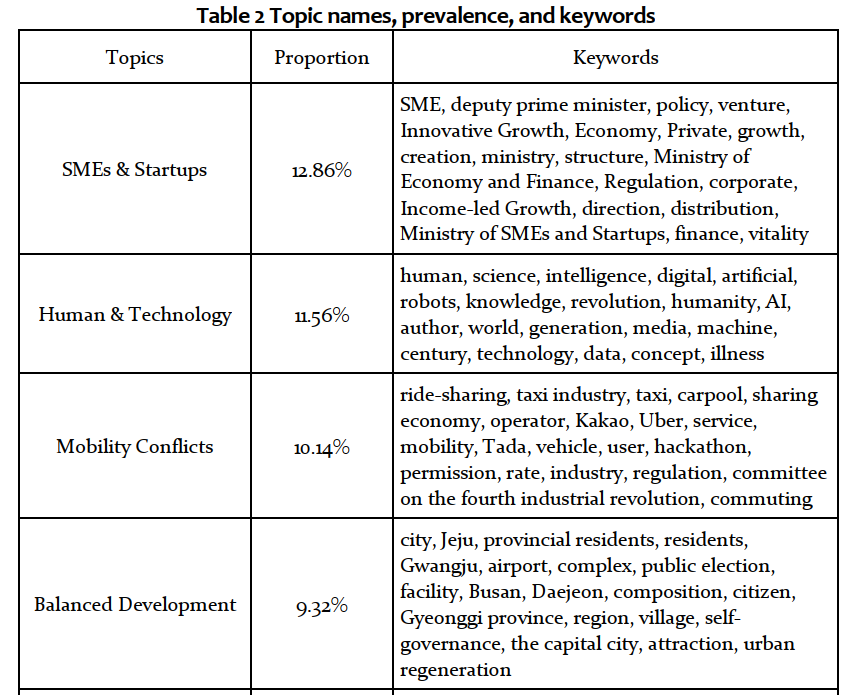 Table 2 Topic names, prevalence, and keywords
Topics Proportion Keywords
SMEs & Startups 12.86%
SME, deputy prime minister, policy, venture,
Innovative Growth, Economy, Private, growth,
creation, ministry, structure, Ministry of
Economy and Finance, Regulation, corporate,
Income-led Growth, direction, distribution,
Ministry of SMEs and Startups, finance, vitality
Human & Technology 11.56%
human, science, intelligence, digital, artificial,
robots, knowledge, revolution, humanity, AI,
author, world, generation, media, machine,
century, technology, data, concept, illness
Mobility Conflicts 10.14%
ride-sharing, taxi industry, taxi, carpool, sharing
economy, operator, Kakao, Uber, service,
mobility, Tada, vehicle, user, hackathon,
permission, rate, industry, regulation, committee
on the fourth industrial revolution, commuting
Balanced Development 9.32%
city, Jeju, provincial residents, residents,
Gwangju, airport, complex, public election,
facility, Busan, Daejeon, composition, citizen,
Gyeonggi province, region, village, self-
governance, the capital city, attraction, urban
regeneration